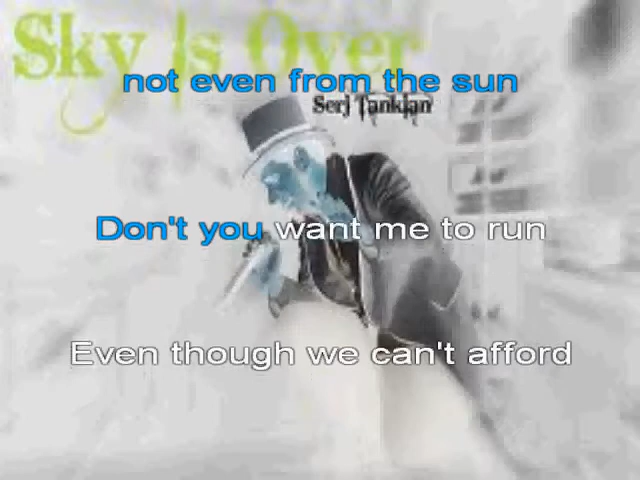 Sky Is Over
not even from the sun
Serj Tankian
Don't you want me to run
Even though we can't afford